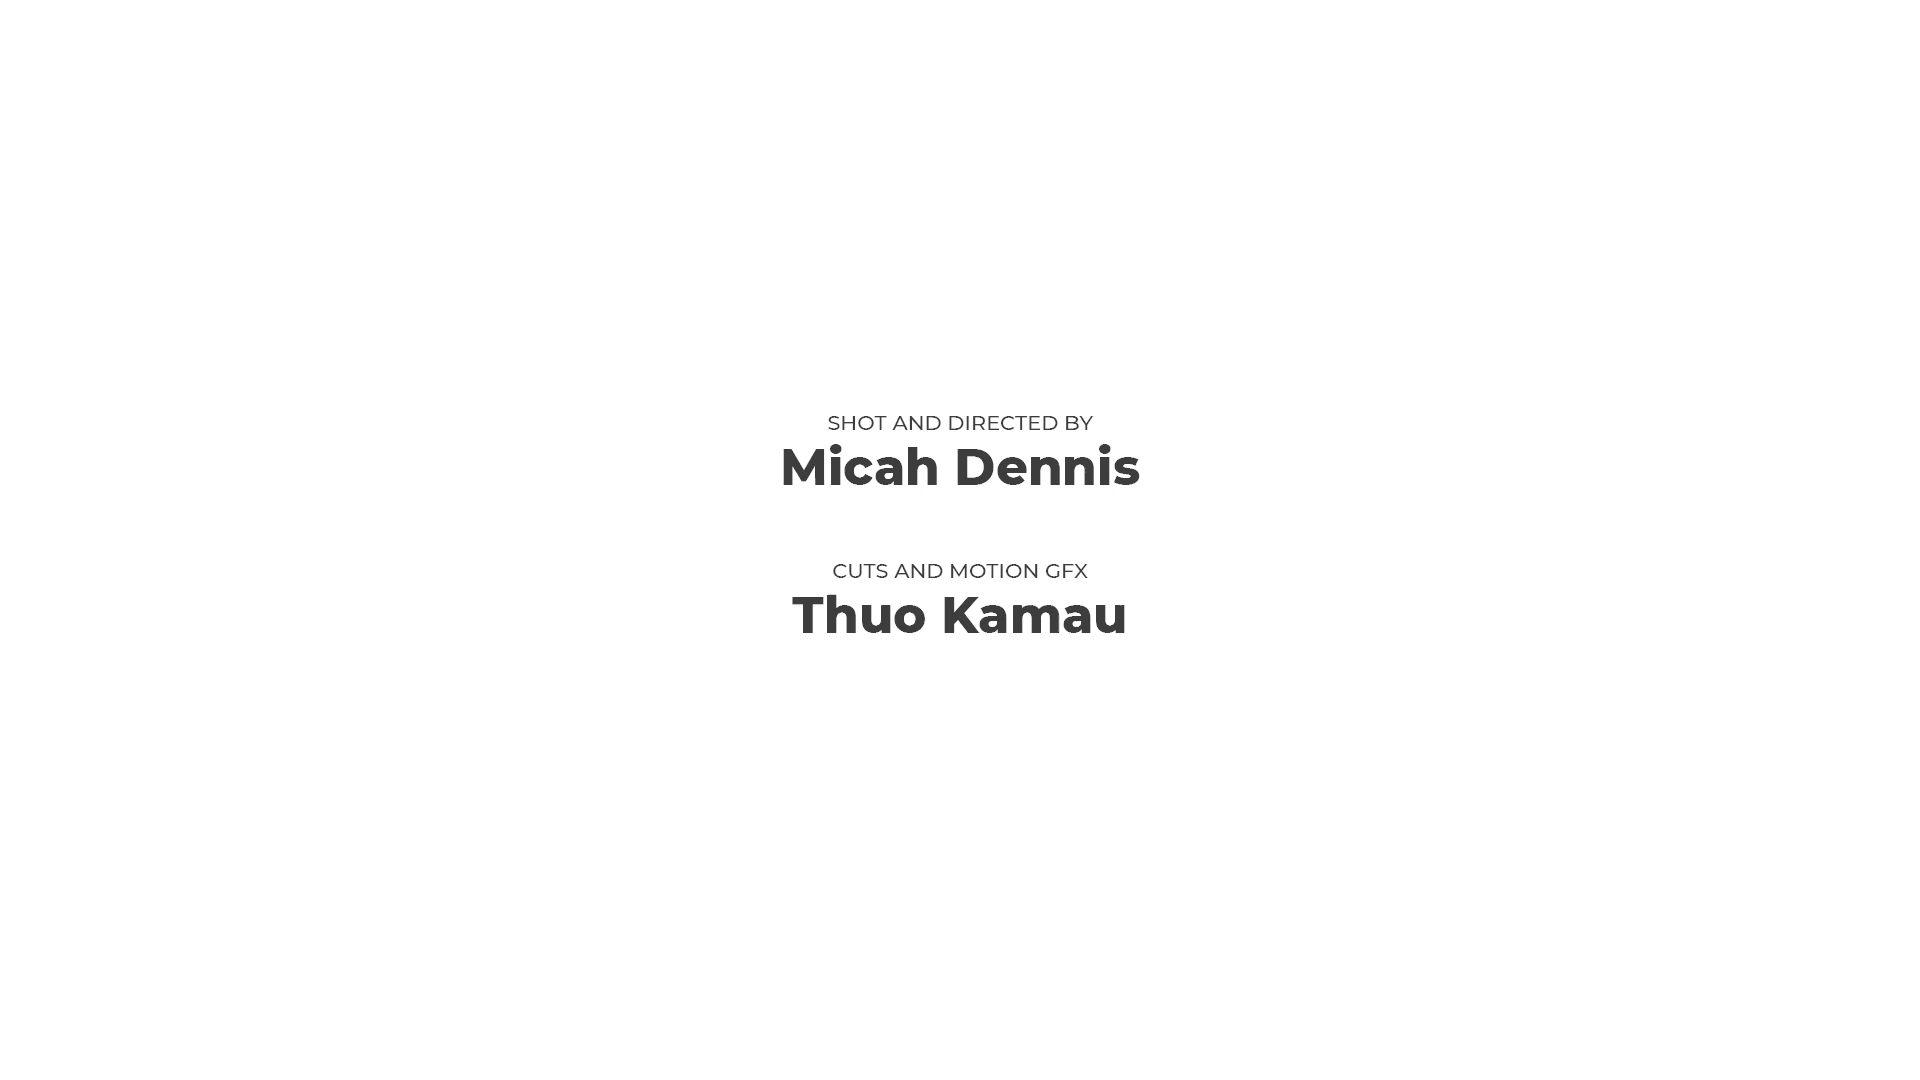 SHOT AND DIRECTED BY
Micah Dennis
CUTS AND MOTION GFX
Thuo Kamau